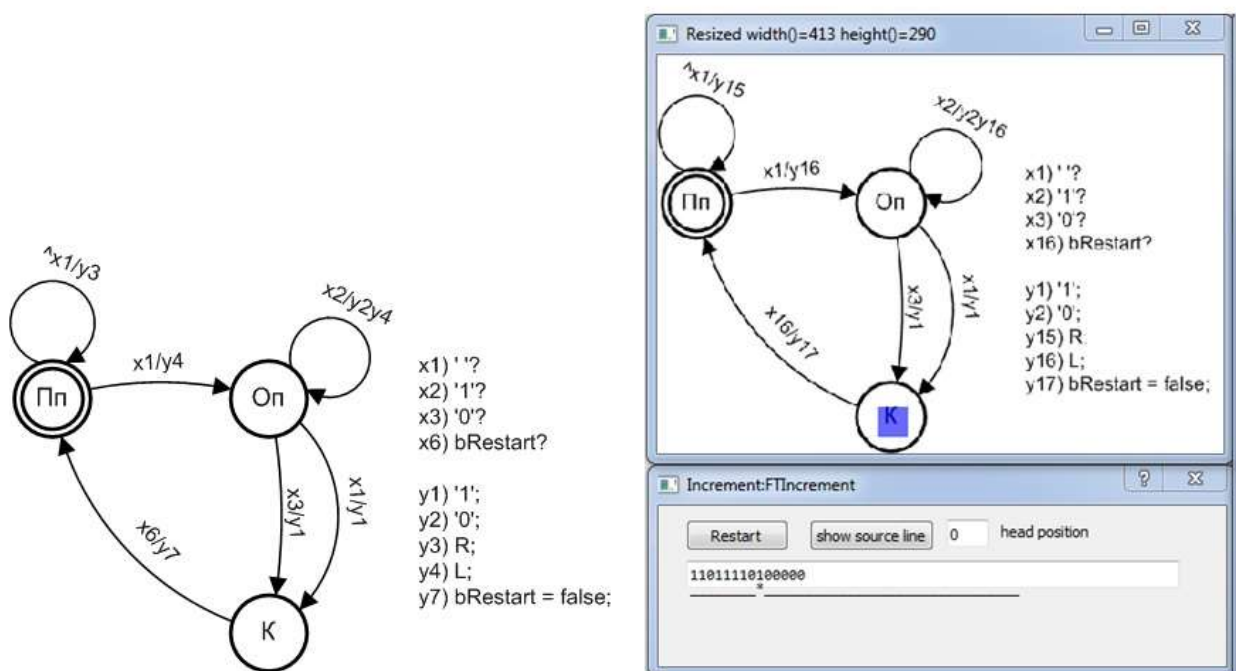 ^x1/y3
x2/y2y4
x1/y4
Пп
Оп
x1) ' '?
x2) '1'?
x3) '0'?
x6) bRestart?
y1) '1';
y2) '0';
y3) R;
y4) L;
y7) bRestart = false;
x3/y1
x1/y1
x6/y7
К
Resized width()=413 height()=290
^x1/y15
x2/y2y16
x1/y16
Пп
Оп
x1) ' '?
x2) '1'?
x3) '0'?
x16) bRestart?
y1) '1';
y2) '0';
y15) R
y16) L;
y17) bRestart = false;
x3/y1
x1/y1
x16/y17
К
Increment:FTIncrement
Restart
show source line
0
head position
11011110100000
________*______________________________